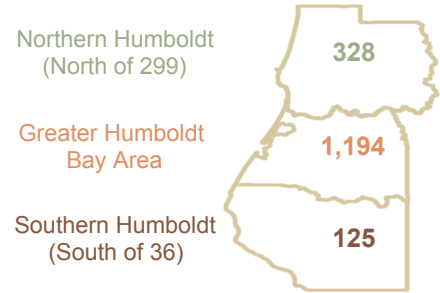 Northern Humboldt
(North of 299)
328
Greater Humboldt
Bay Area
1,194
Southern Humboldt
(South of 36)
125